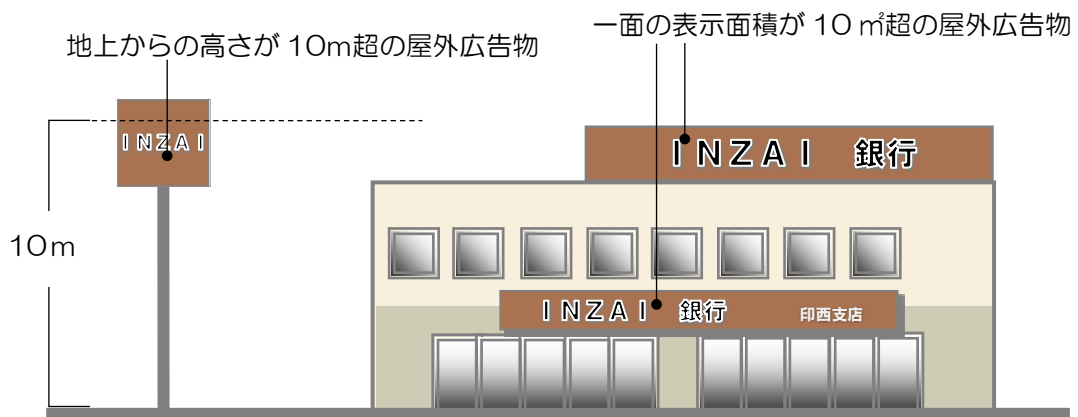 一面の表示面積が 10 ㎡超の屋外広告物
地上からの高さが 10m超の屋外広告物
INZAI
INZAI 銀行
10m
INZAI 銀行 印西支店